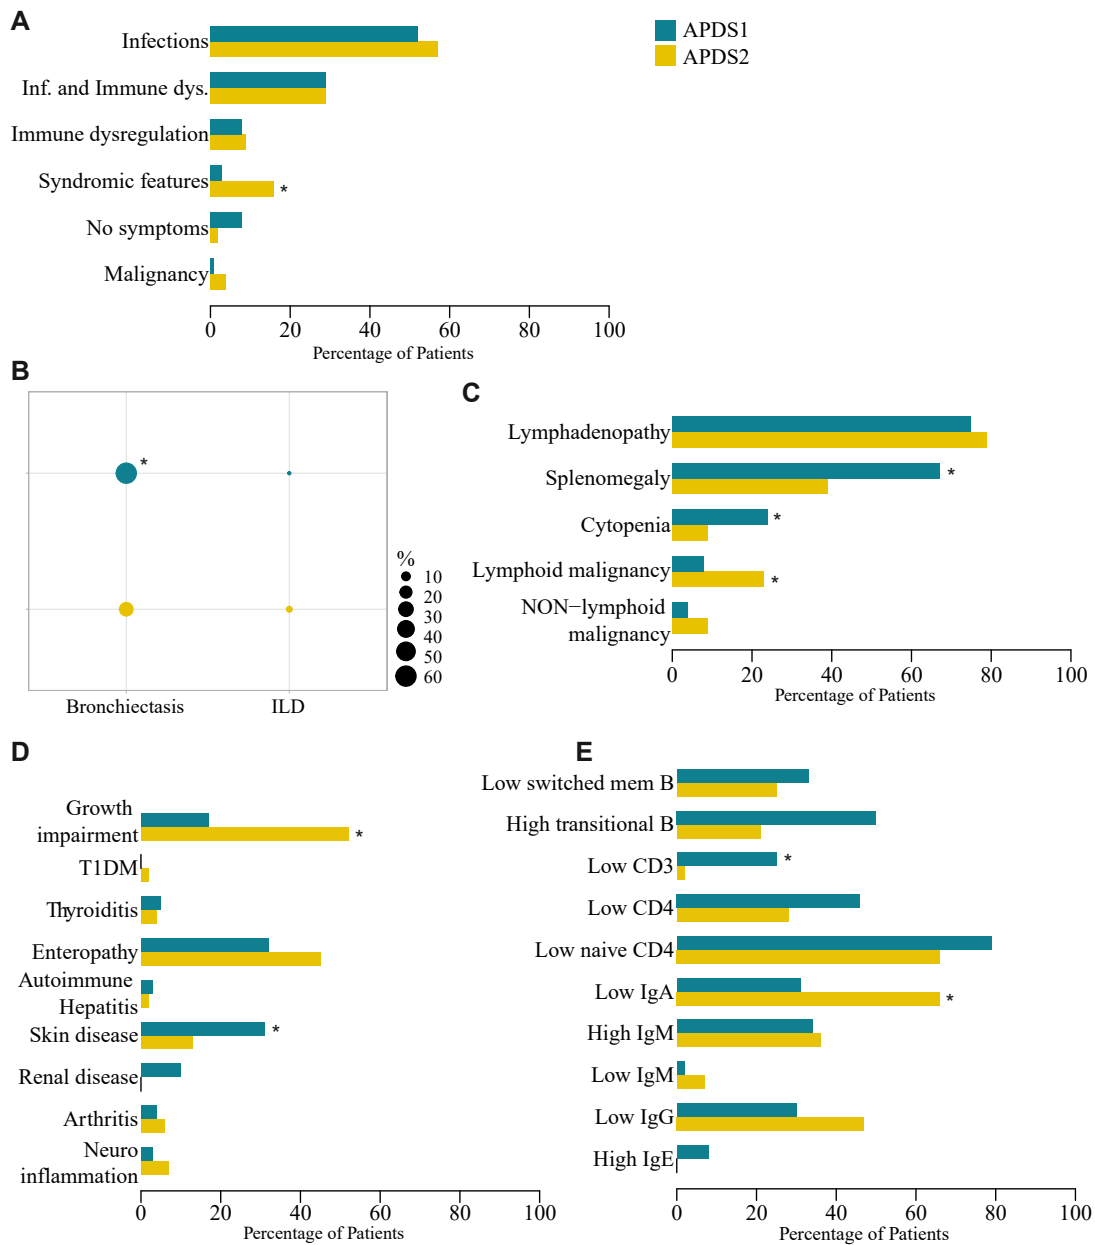 A
APDS1
APDS2
Infections
Inf. and Immune dys.
Immune dysregulation
Syndromic features
*
No symptoms
Malignancy
0 20 40 60 80 100
Percentage of Patients
B
*
%
10
20
30
40
50
60
Bronchiectasis ILD
C
Lymphadenopathy
Splenomegaly
*
Cytopenia
*
Lymphoid malignancy
*
NON−lymphoid
malignancy
0 20 40 60 80 100
Percentage of Patients
D
Growth
impairment
*
T1DM
Thyroiditis
Enteropathy
Autoimmune
Hepatitis
Skin disease
*
Renal disease
Arthritis
Neuro
inflammation
0 20 40 60 80 100
Percentage of Patients
E
Low switched mem B
High transitional B
Low CD3
*
Low CD4
Low naive CD4
Low IgA
*
High IgM
Low IgM
Low IgG
High IgE
0 20 40 60 80 100
Percentage of Patients